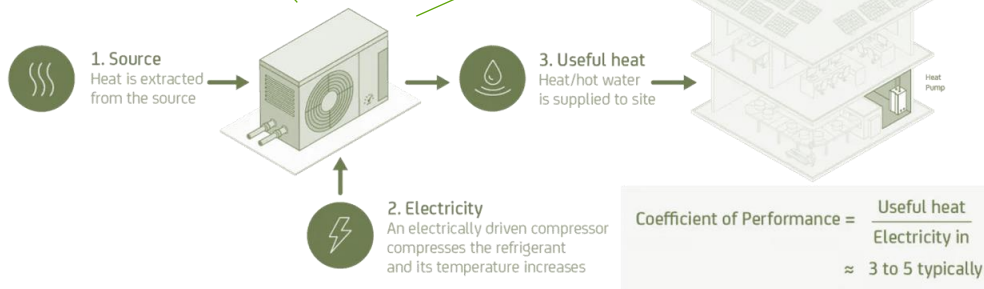 1. Source
Heat is extracted
from the source
3. Useful heat
Heat/hot water
is supplied to site
Heat
Pump
2. Electricity
An electrically driven compressor
compresses the refrigerant
and its temperature increases
Coefficient of Performance = Useful heat
Electricity in
≈ 3 to 5 typically